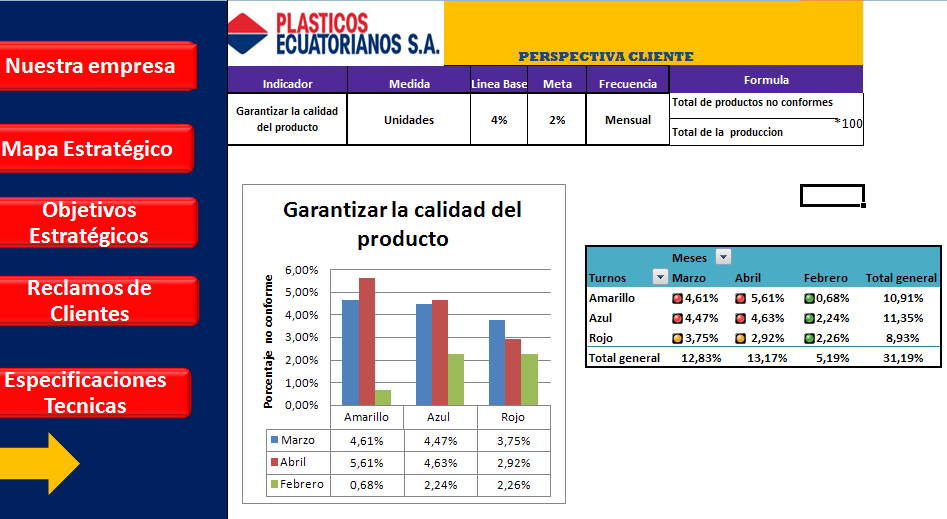 PLASTICOS
ECUATORIANOS S.A.
PERSPECTIVA CLIENTE
Nuestra empresa
Mapa Estratégico
Objetivos
Estratégicos
Reclamos de
Clientes
Especificaciones
Tecnicas
Indicador Medida Linea Base Meta Frecuencia Formula
Garantizar la calidad
del producto
Unidades 4% 2% Mensual
Total de productos no conformes
*100
Total de la produccion
Garantizar la calidad del
producto
Porcentaje no conforme
6,00%
5,00%
4,00%
3,00%
2,00%
1,00%
0,00%
Amarillo Azul Rojo
Marzo 4,61% 4,47% 3,75%
Abril 5,61% 4,63% 2,92%
Febrero 0,68% 2,24% 2,26%
Meses
Turnos Marzo Abril Febrero Total general
Amarillo 4,61% 5,61% 0,68% 10,91%
Azul 4,47% 4,63% 2,24% 11,35%
Rojo 3,75% 2,92% 2,26% 8,93%
Total general 12,83% 13,17% 5,19% 31,19%